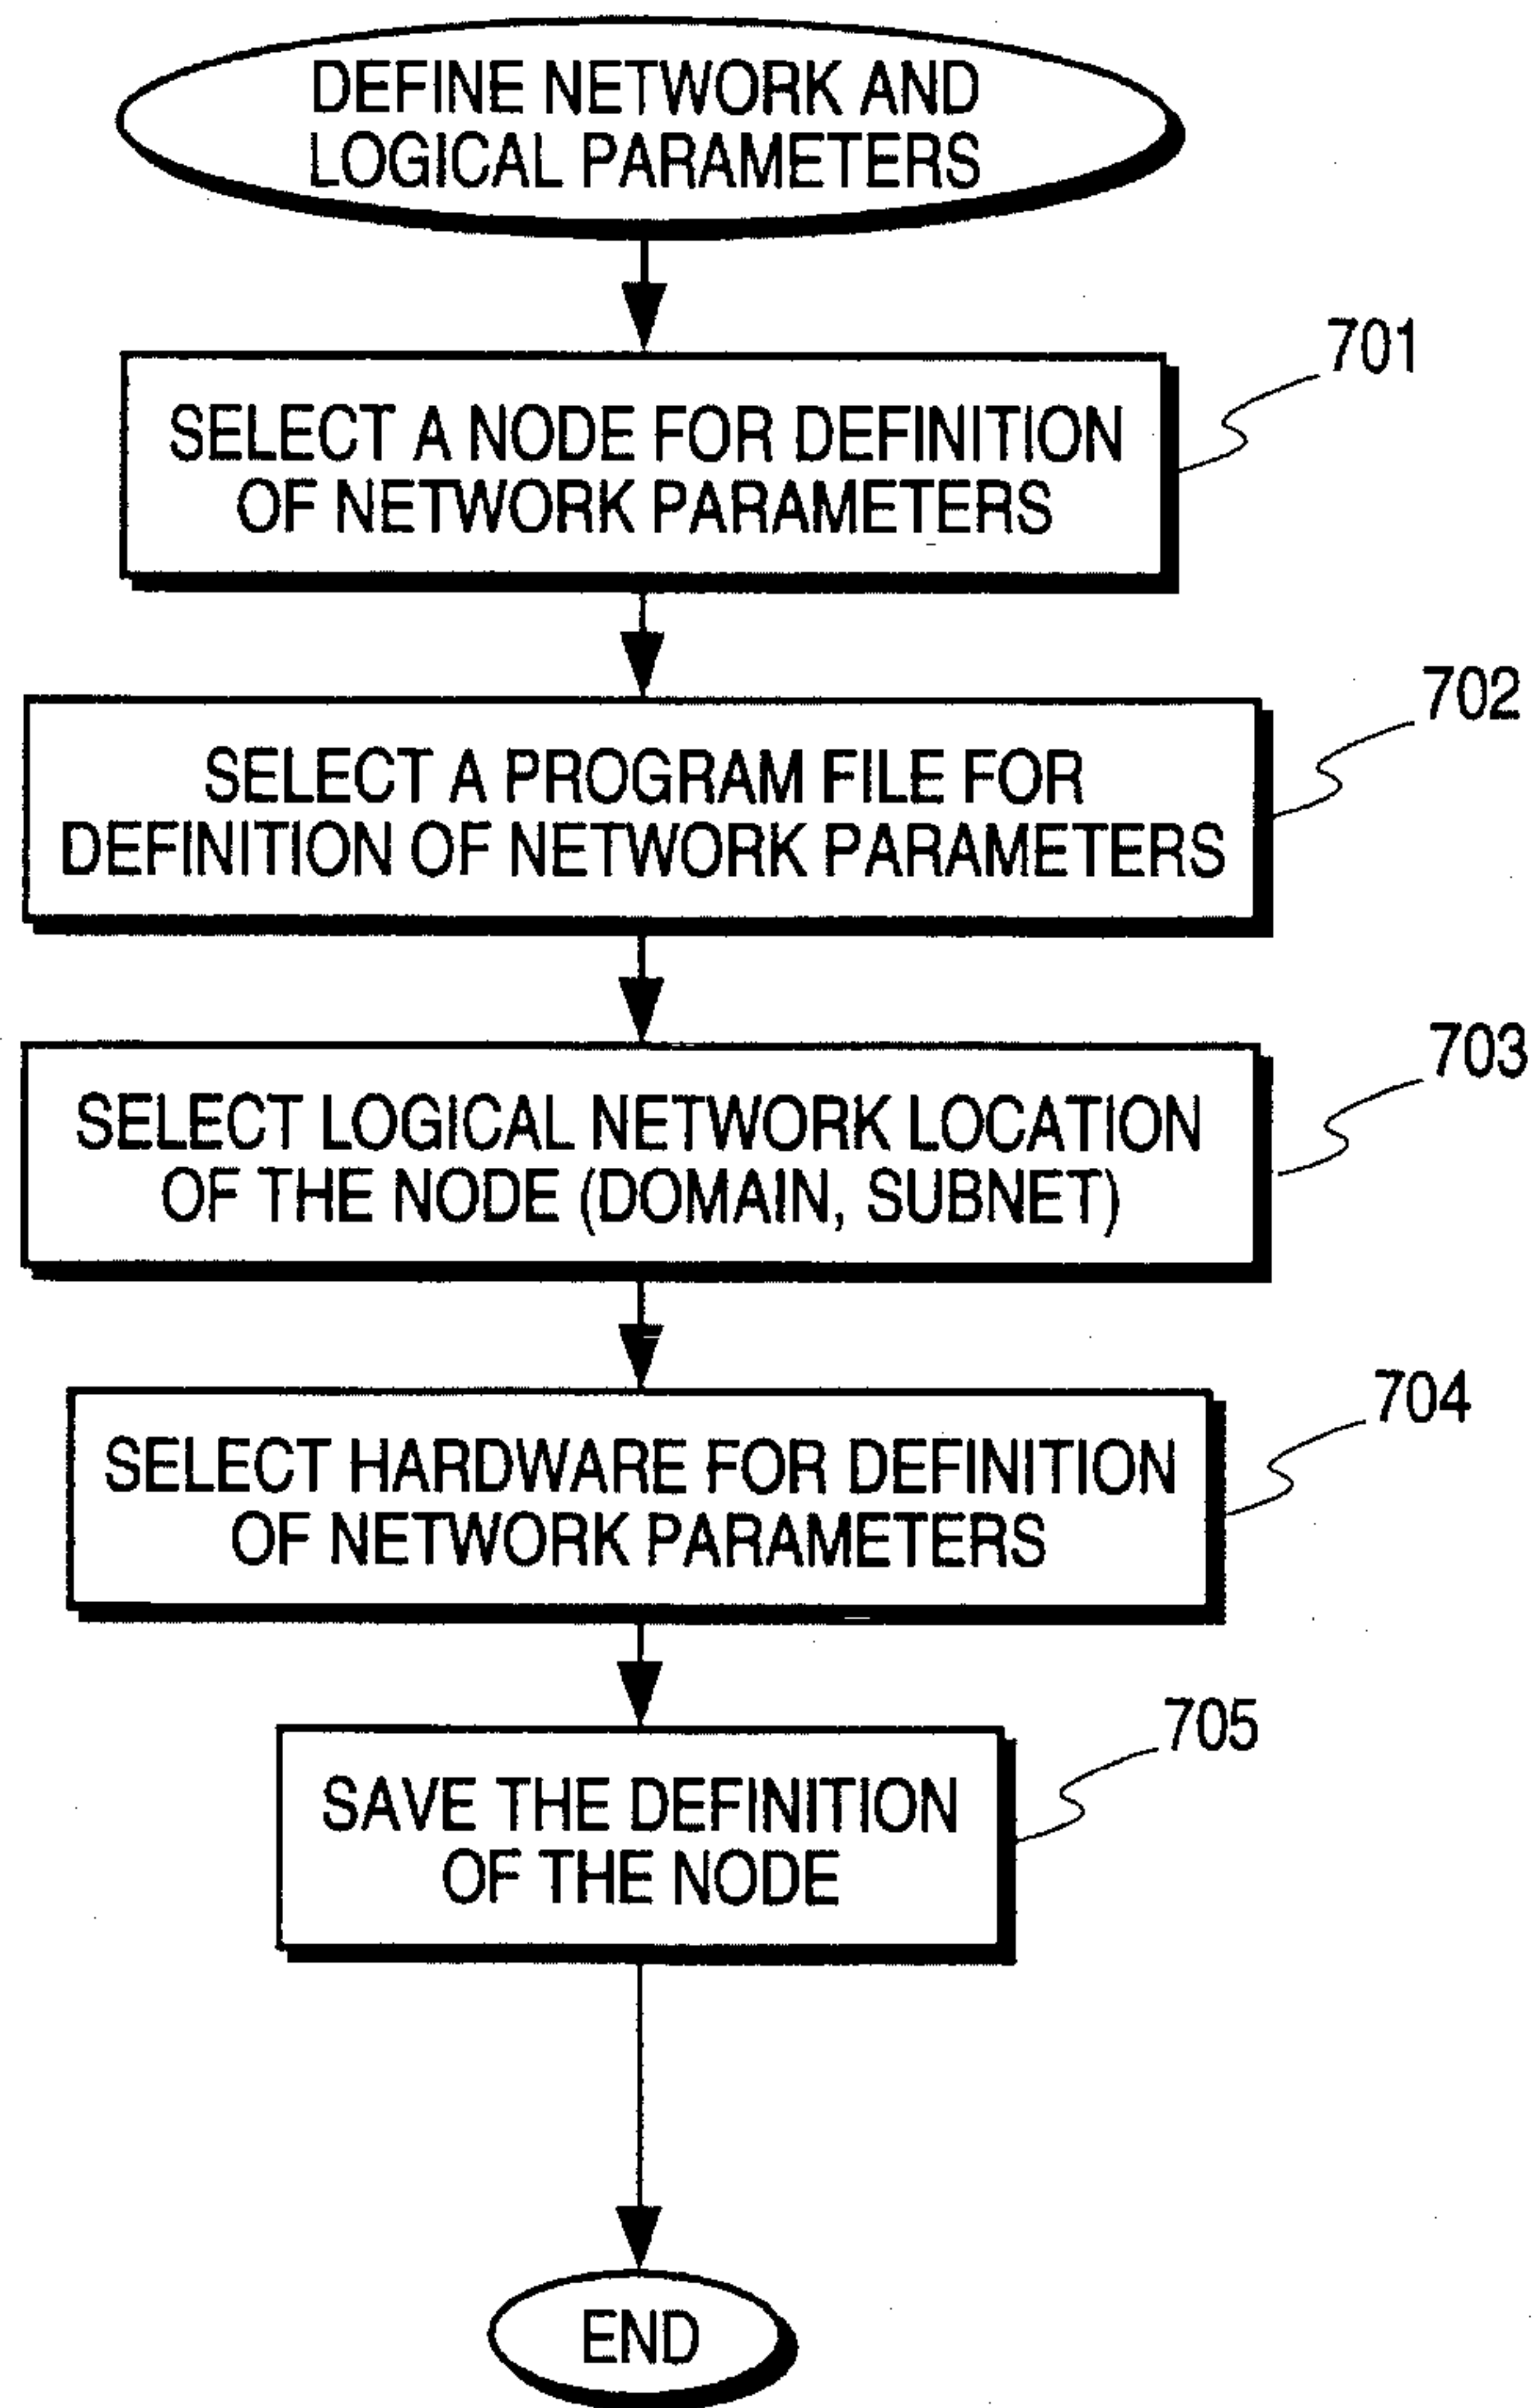 DEFINE NETWORK AND
LOGICAL PARAMETERS
701
SELECT A NODE FOR DEFINITION
OF NETWORK PARAMETERS
702
SELECT A PROGRAM FILE FOR
DEFINITION OF NETWORK PARAMETERS
703
SELECT LOGICAL NETWORK LOCATION
OF THE NODE (DOMAIN, SUBNET)
704
SELECT HARDWARE FOR DEFINITION
OF NETWORK PARAMETERS
705
SAVE THE DEFINITION
OF THE NODE
END